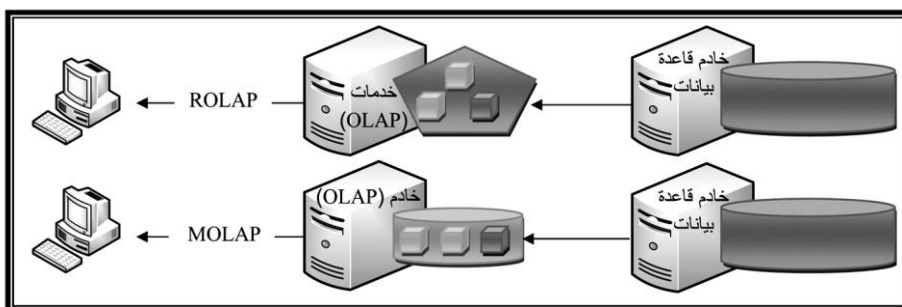 خادم قاعدة
بيانات
خدمات
(OLAP)
ROLAP
خادم قاعدة
بيانات
خادم (OLAP)
MOLAP